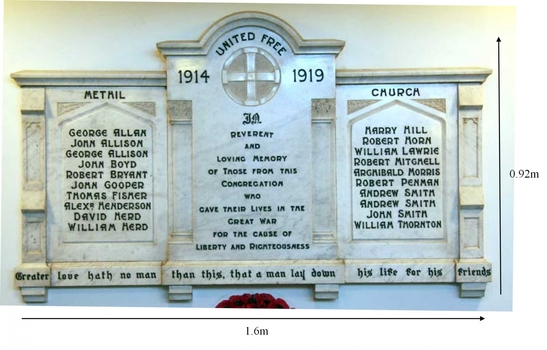 UNITED FREE
1914 1919
METHIL
CHURCH
GEORGE ALLAN
JOHN ALLISON
GEORGE ALLISON
JOHN BOYD
ROBERT BRYANT
JOHN COOPER
THOMAS FISHER
ALEXR HENDERSON
DAVID HERD
WILLIAM HERD
IN
REVERENT
AND
LOVING MEMORY
OF THOSE FROM THIS
CONGREGATION
WHO
GAVE THEIR LIVES IN THE
GREAT WAR
FOR THE CAUSE OF
LIBERTY AND RIGHTEOUSNESS
HARRY HILL
ROBERT HORN
WILLIAM LAWRIE
ROBERT MITCHELL
ARCHIBALD MORRIS
ROBERT PENMAN
ANDREW SMITH
ANDREW SMITH
JOHN SMITH
WILLIAM THORNTON
Greater love hath no man than this, that a man lay down his life for his friends
0.92m
1.6m